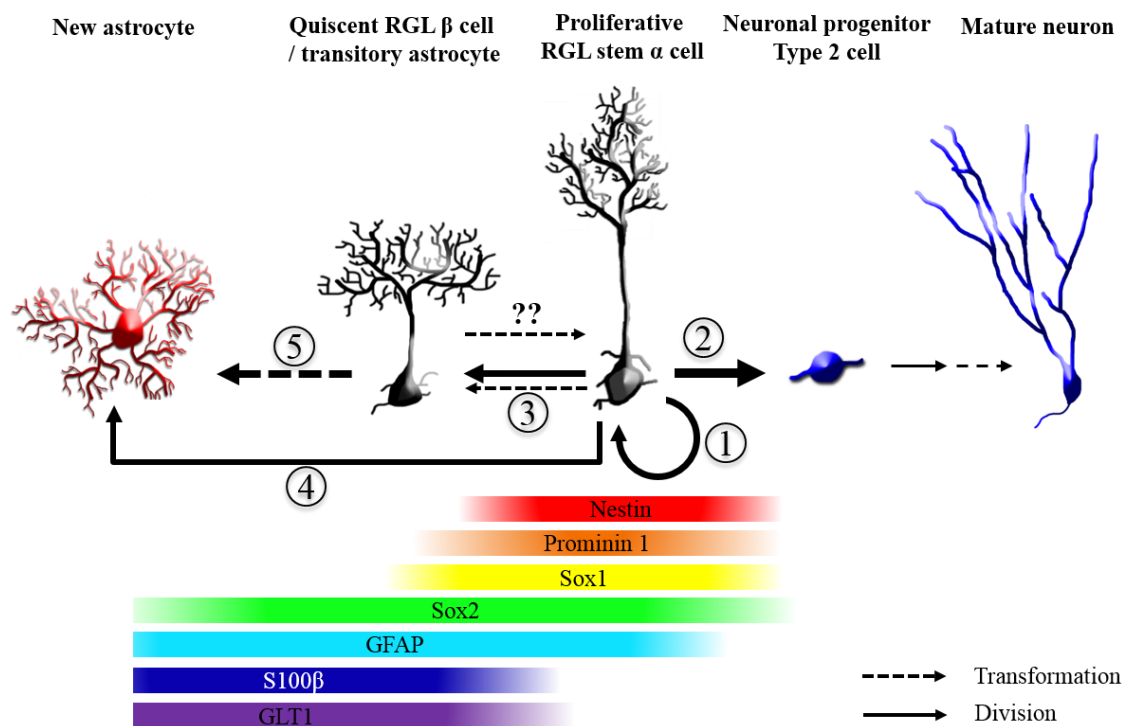 New astrocyte
Quiscent RGL β cell
/ transitory astrocyte
Proliferative
RGL stem α cell
Neuronal progenitor
Type 2 cell
Mature neuron
??
5
3
2
1
4
Nestin
Prominin 1
Sox1
Sox2
GFAP
S100β
GLT1
Transformation
Division